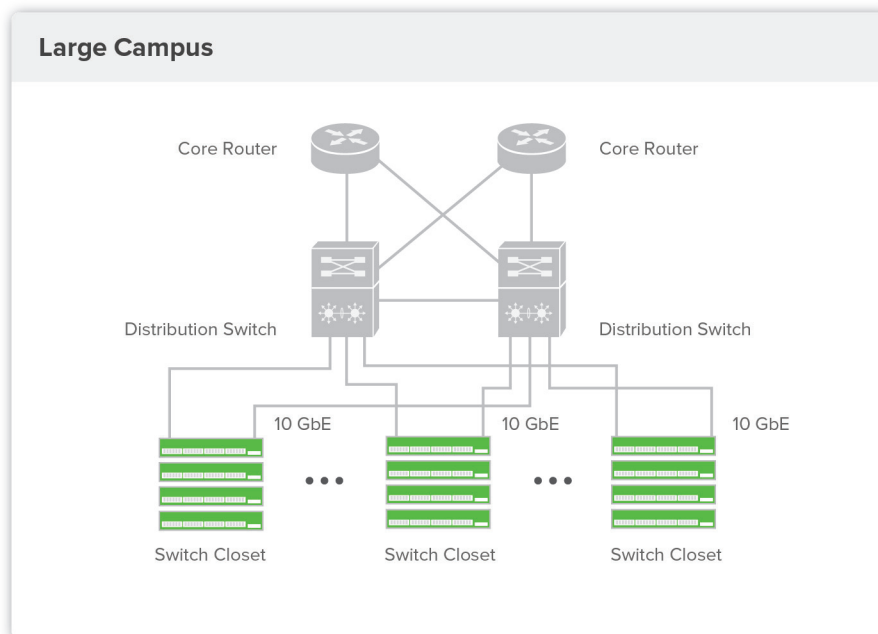 Large Campus
Core Router
Core Router
Distribution Switch
Distribution Switch
10 GbE
10 GbE
10 GbE
Switch Closet
Switch Closet
Switch Closet